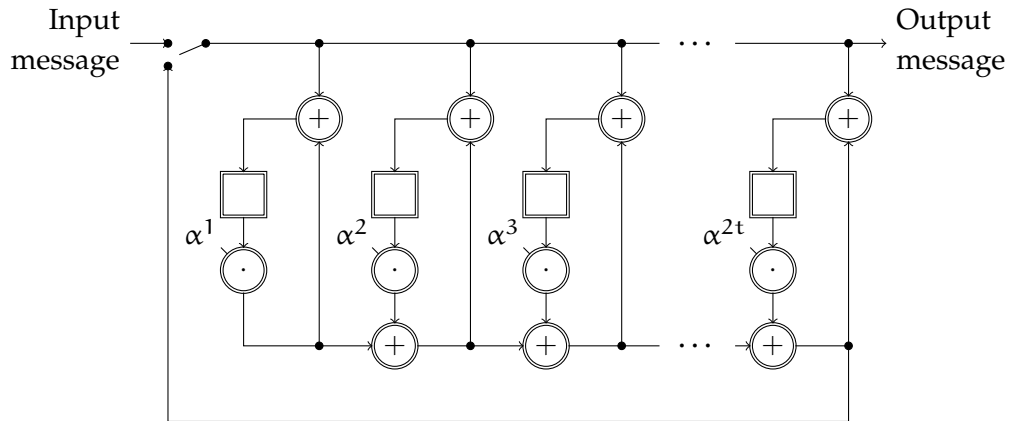 Input
message
Output
message
+ + + +
α¹ α² α³ α²ᵗ
· · · ·
+ + +
··· 
···